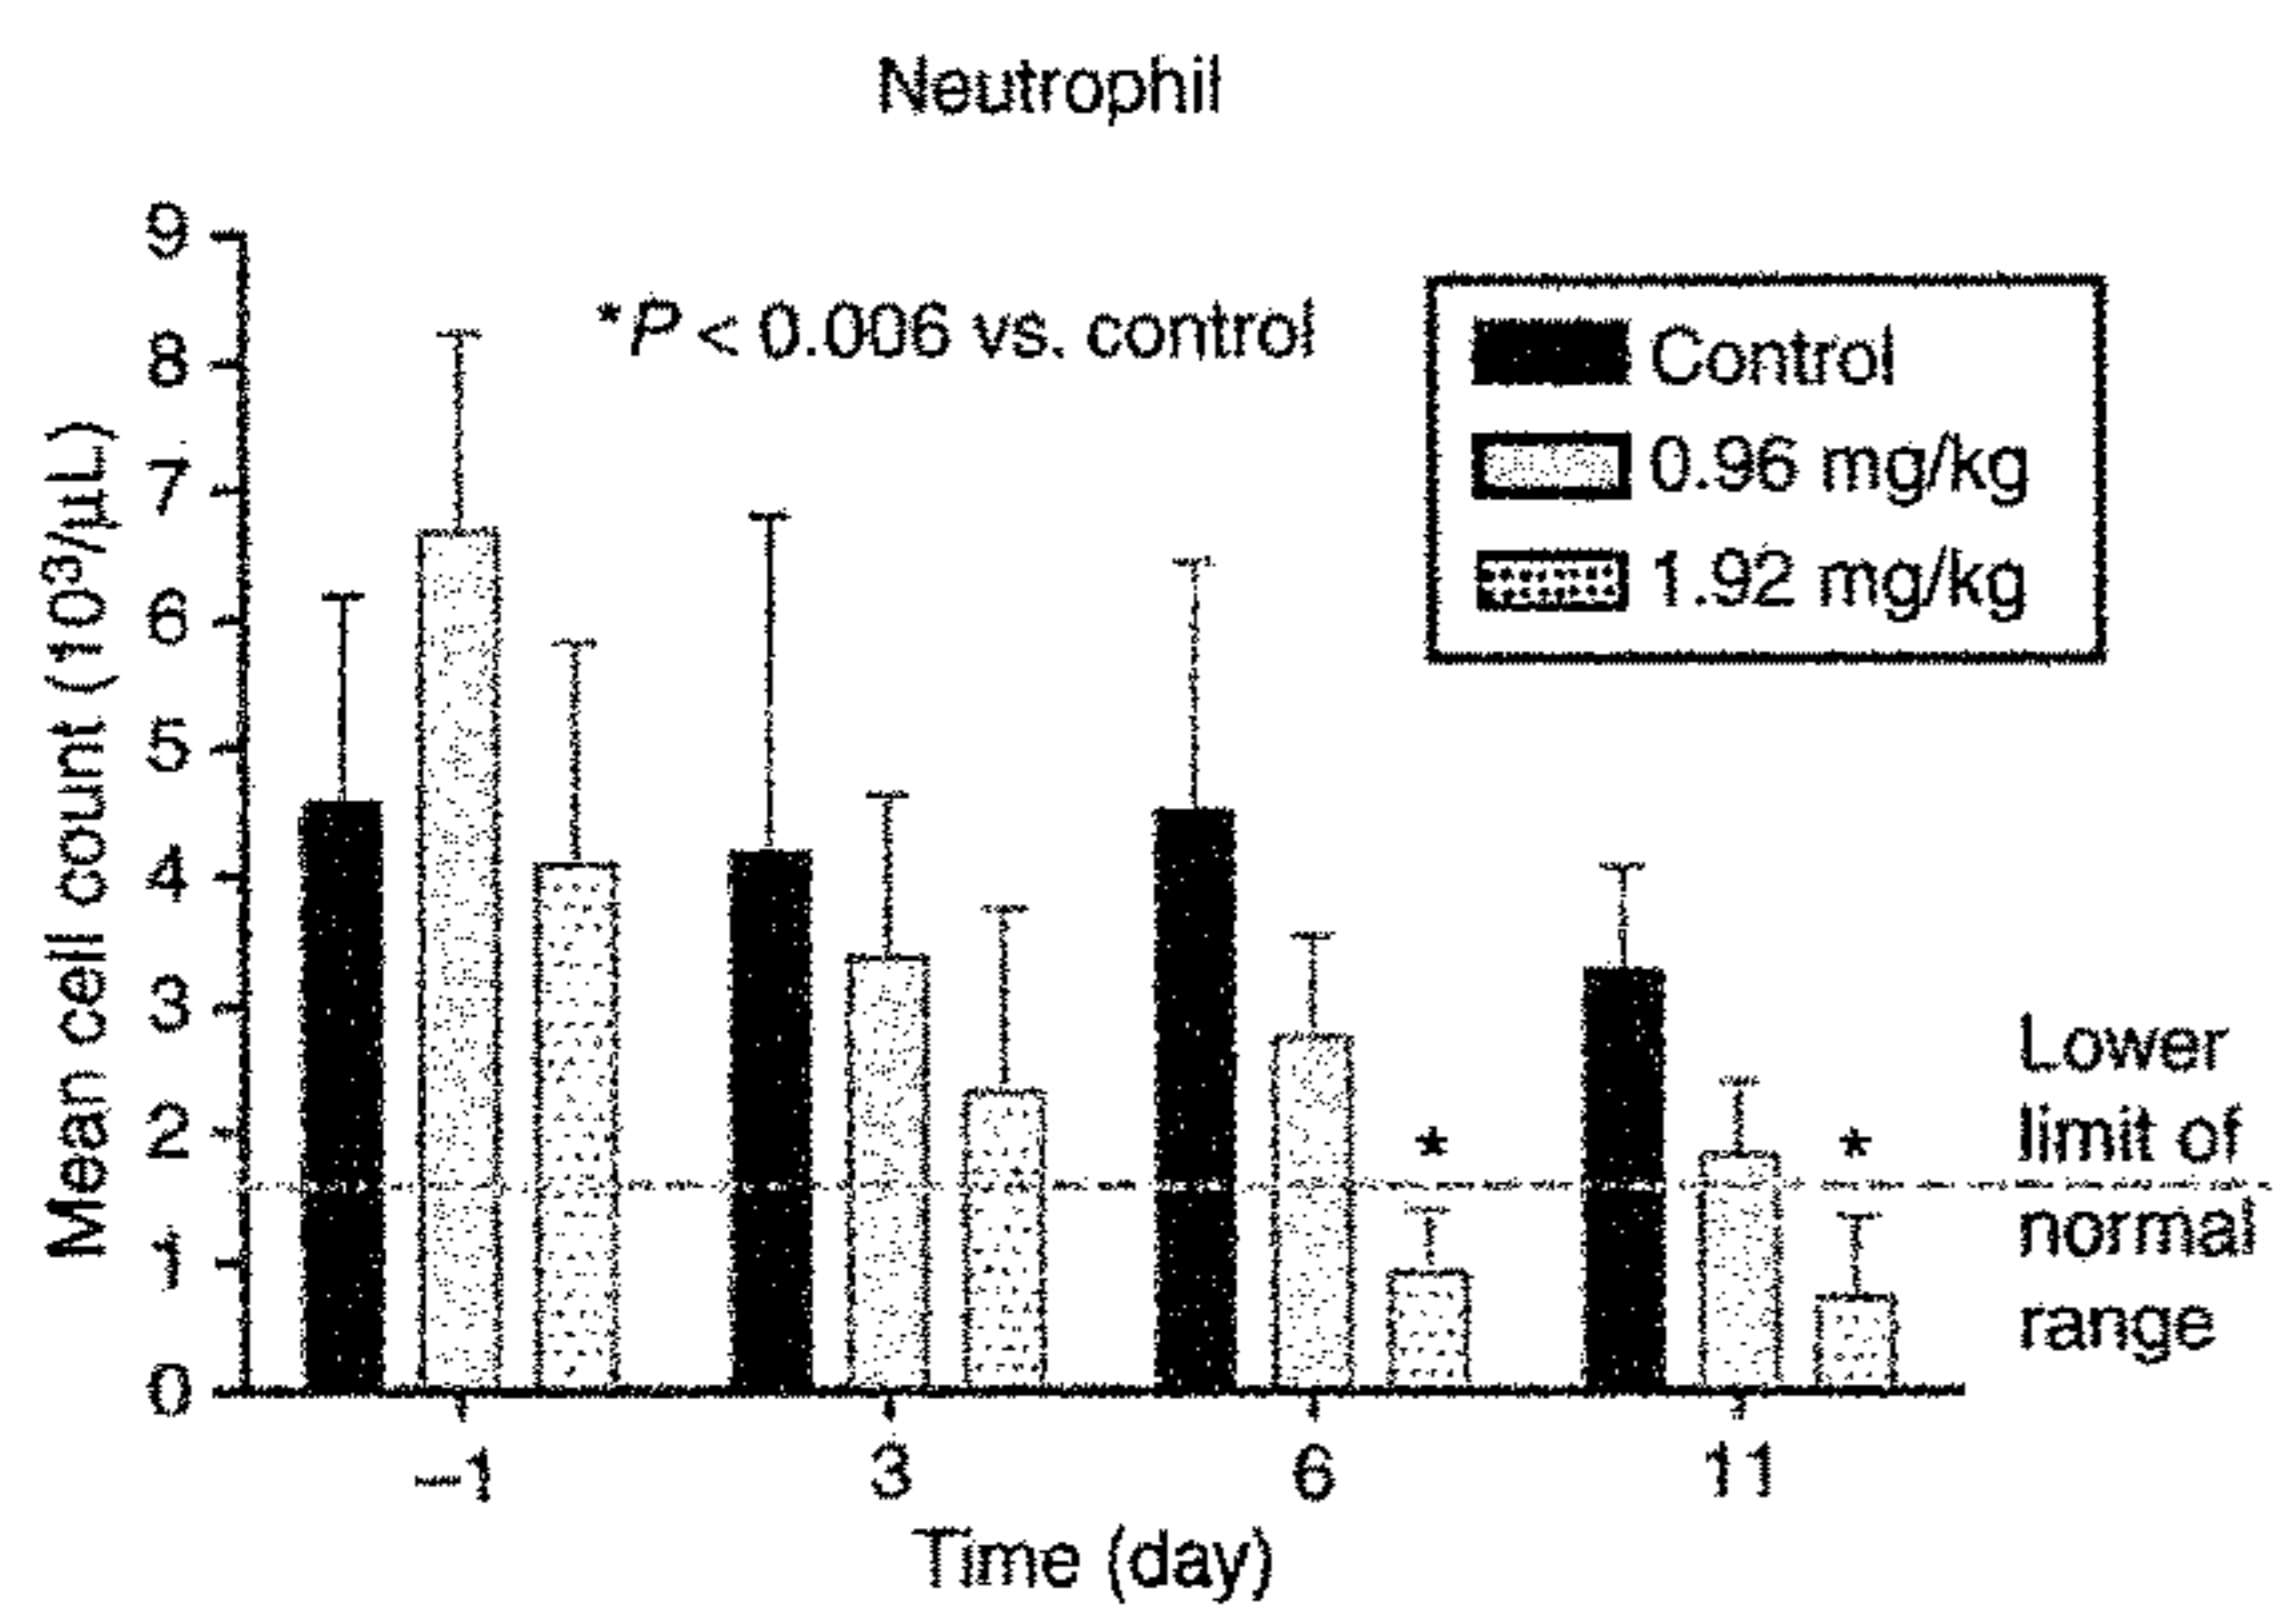 Neutrophil
*P < 0.006 vs. control
Control
0.96 mg/kg
1.92 mg/kg
Mean cell count (10³/µL)
9
8
7
6
5
4
3
2
1
0
*
*
Lower
limit of
normal
range
–1
3
6
11
Time (day)